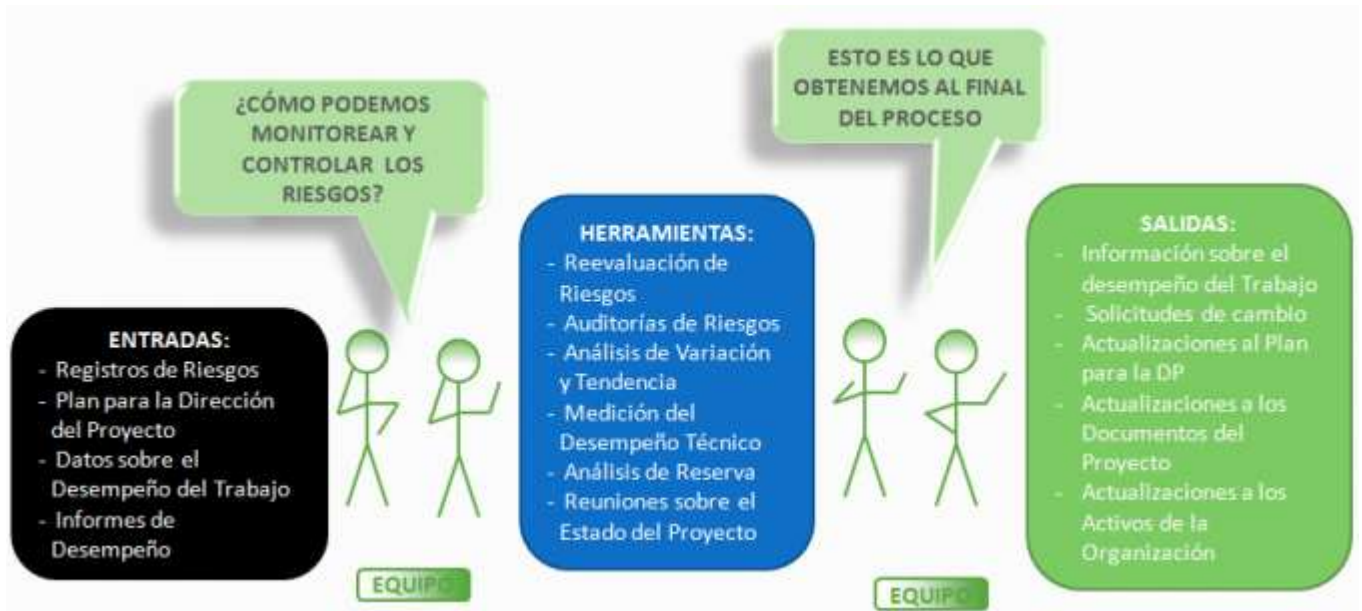 ¿CÓMO PODEMOS
MONITOREAR Y
CONTROLAR LOS
RIESGOS?
ESTO ES LO QUE
OBTENEMOS AL FINAL
DEL PROCESO
ENTRADAS:
- Registros de Riesgos
- Plan para la Dirección
del Proyecto
- Datos sobre el
Desempeño del Trabajo
- Informes de
Desempeño
EQUIPO
HERRAMIENTAS:
- Reevaluación de
Riesgos
- Auditorías de Riesgos
- Análisis de Variación
y Tendencia
- Medición del
Desempeño Técnico
- Análisis de Reserva
- Reuniones sobre el
Estado del Proyecto
EQUIPO
SALIDAS:
- Información sobre el
desempeño del Trabajo
- Solicitudes de cambio
- Actualizaciones al Plan
para la DP
- Actualizaciones a los
Documentos del
Proyecto
- Actualizaciones a los
Activos de la
Organización